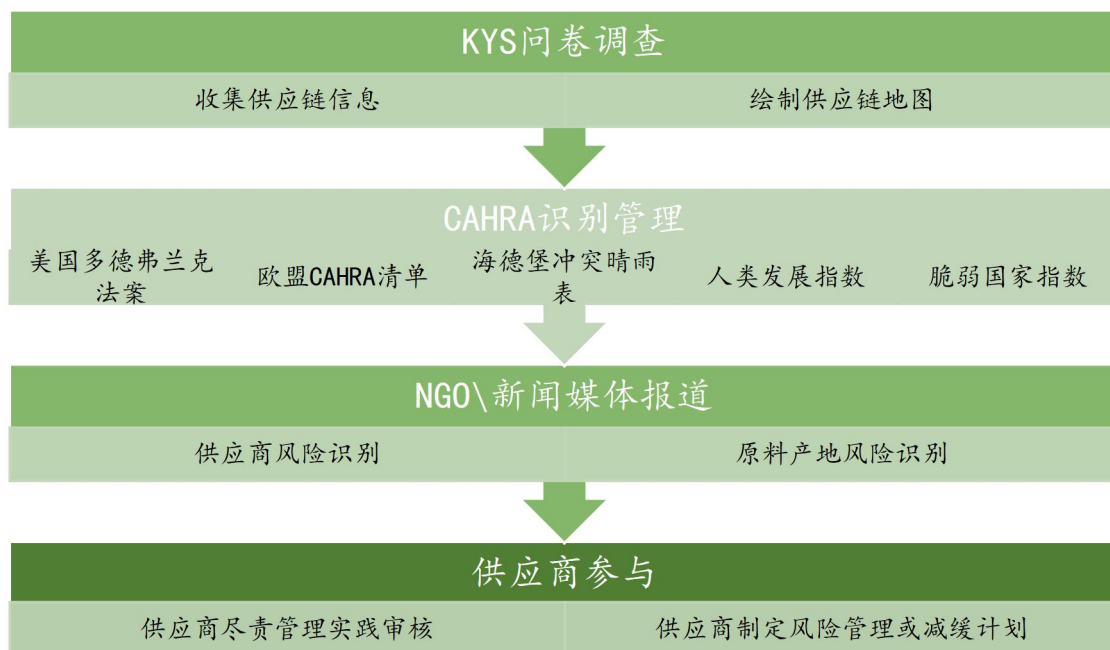 KYS问卷调查
收集供应链信息
绘制供应链地图
CAHRA识别管理
美国多德弗兰克
法案
欧盟CAHRA清单
海德堡冲突晴雨
表
人类发展指数
脆弱国家指数
NGO\新闻媒体报道
供应商风险识别
原料产地风险识别
供应商参与
供应商尽责管理实践审核
供应商制定风险管理或减缓计划